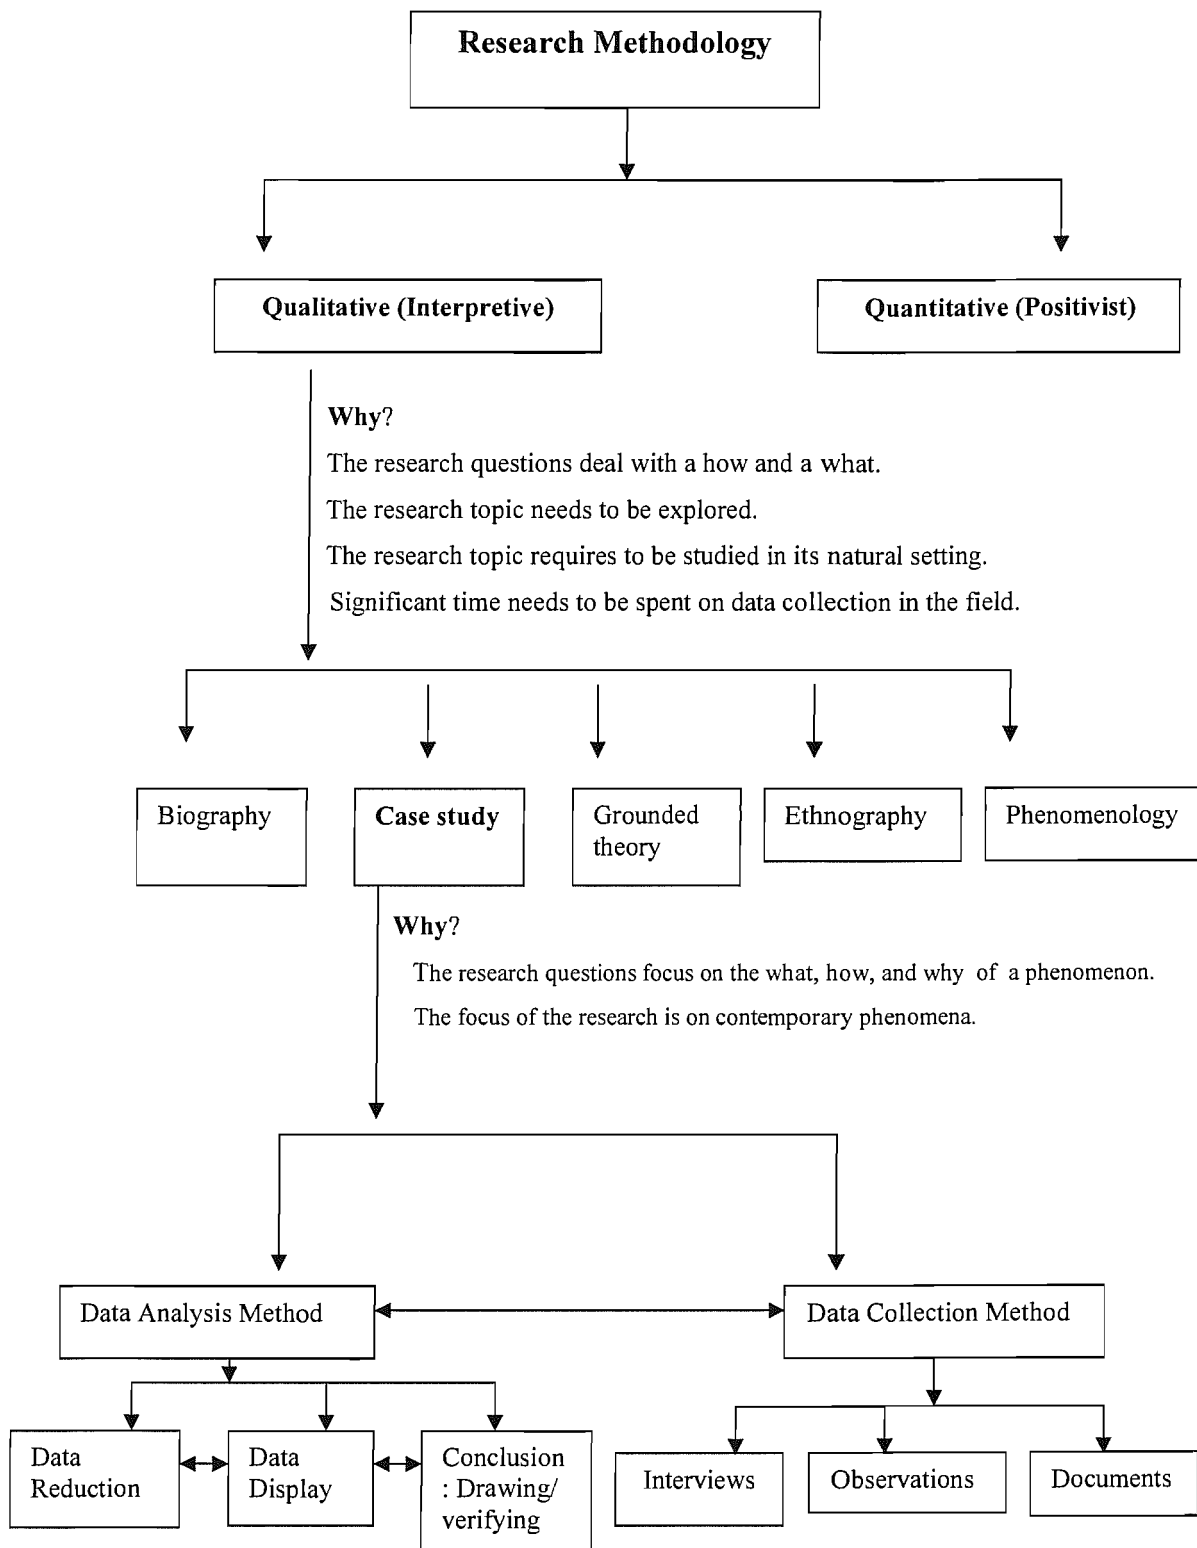 Research Methodology
Qualitative (Interpretive)
Quantitative (Positivist)
Why?
The research questions deal with a how and a what.
The research topic needs to be explored.
The research topic requires to be studied in its natural setting.
Significant time needs to be spent on data collection in the field.
Biography
Case study
Grounded
theory
Ethnography
Phenomenology
Why?
The research questions focus on the what, how, and why of a phenomenon.
The focus of the research is on contemporary phenomena.
Data Analysis Method
Data Collection Method
Data
Reduction
Data
Display
Conclusion
: Drawing/
verifying
Interviews
Observations
Documents